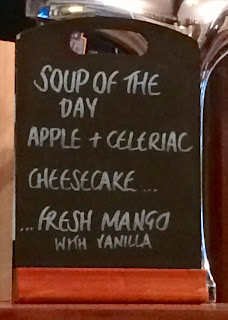 SOUP OF THE
DAY
APPLE + CELERIAC
CHEESECAKE ...
... FRESH MANGO
WITH VANILLA